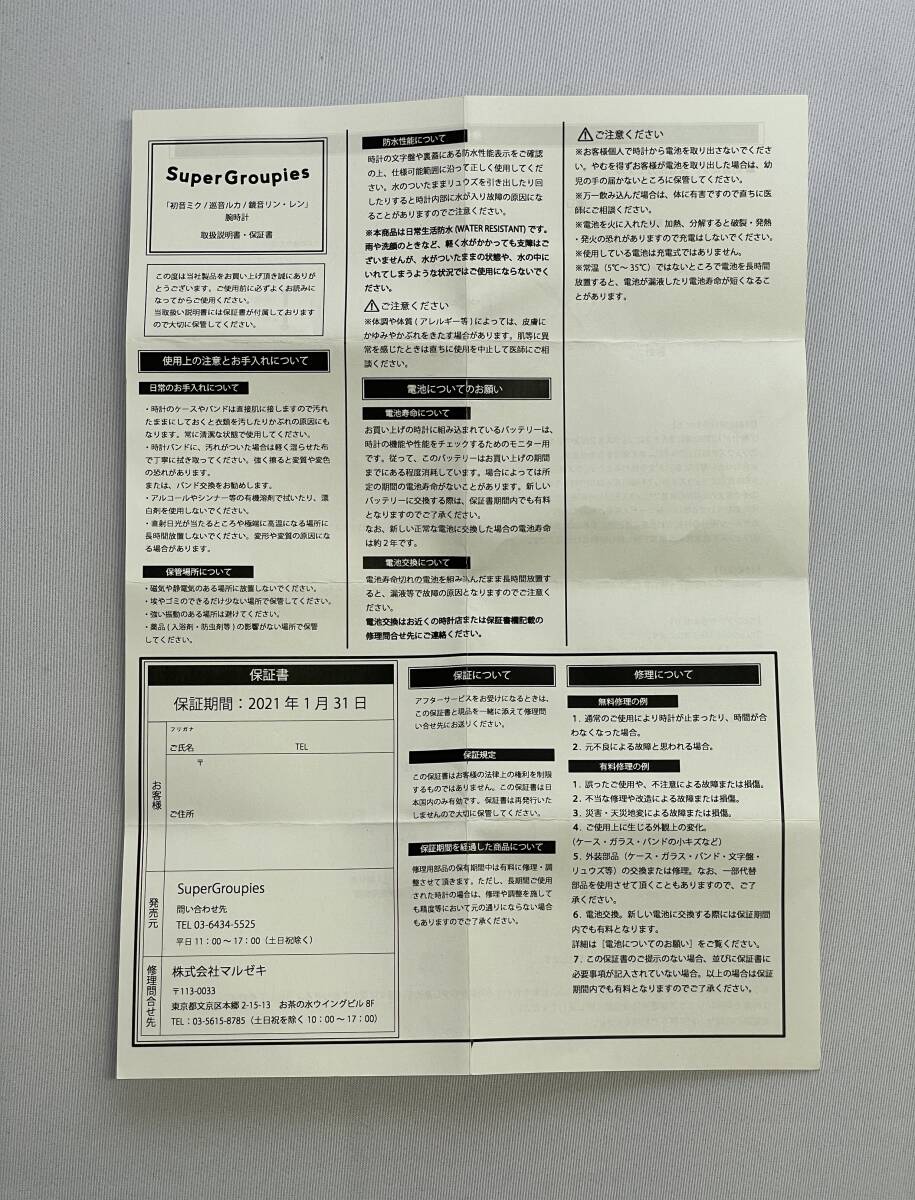 SuperGroupies
「初音ミク / 巡音ルカ / 鏡音リン・レン」
腕時計
取扱説明書・保証書
この度は当社製品をお買い上げ頂き誠にありが
とうございます。ご使用前に必ずよくお読みに
なってからご使用ください。
当取扱い説明書には保証書が付属しております
ので大切に保管してください。
使用上の注意とお手入れについて
日常のお手入れについて
・時計のケースやバンドは直接肌に接しますので汚れ
たままにしておくと衣類を汚したりかぶれの原因にも
なります。常に清潔な状態で使用してください。
・時計バンドに、汚れがついた場合は軽く湿らせた布
で丁寧に拭き取ってください。強く擦ると変質や変色
の恐れがあります。
または、バンド交換をお勧めします。
・アルコールやシンナー等の有機溶剤で拭いたり、漂
白剤を使用しないでください。
・直射日光が当たるところや極端に高温になる場所に
長時間放置しないでください。変形や変質の原因にな
る場合があります。
保管場所について
・磁気や静電気のある場所に放置しないでください。
・埃やゴミのできるだけ少ない場所で保管してください。
・強い振動のある場所は避けてください。
・薬品 ( 入浴剤・防虫剤等 ) の影響がない場所で保管
してください。
防水性能について
時計の文字盤や裏蓋にある防水性能表示をご確認
の上、仕様可能範囲に沿って正しく使用してくだ
さい。水のついたままリュウズを引き出したり回
したりすると時計内部に水が入り故障の原因にな
ることがありますのでご注意ください。
※本商品は日常生活防水 (WATER RESISTANT) です。
雨や洗顔のときなど、軽く水がかかっても支障はご
ざいませんが、水がついたままの状態や、水の中に
いれてしまうような状況ではご使用にならないでく
ださい。
⚠ご注意ください
※体調や体質 ( アレルギー等 ) によっては、皮膚に
かゆみやかぶれをきたす場合があります。肌等に異
常を感じたときは直ちに使用を中止して医師にご相
談ください。
電池についてのお願い
電池寿命について
お買い上げの時計に組み込まれているバッテリーは、
時計の機能や性能をチェックするためのモニター用
です。従って、このバッテリーはお買い上げの期間
までにある程度消耗しています。場合によっては所
定の期間の電池寿命がないことがあります。新しい
バッテリーに交換する際は、保証書期間内でも有料
となりますのでご了承ください。
なお、新しい正常な電池に交換した場合の電池寿命
は約 2 年です。
電池交換について
電池寿命切れの電池を組み込んだまま長時間放置す
ると、漏液等で故障の原因となりますのでご注意く
ださい。
電池交換はお近くの時計店または保証書欄記載の
修理問合せ先にご連絡ください。
⚠ご注意ください
※お客様個人で時計から電池を取り出さないでくださ
い。やむを得ずお客様が電池を取り出した場合は、幼
児の手の届かないところに保管してください。
※万一飲み込んだ場合は、体に有害ですので直ちに医
師にご相談ください。
※電池を火に入れたり、加熱、分解すると破裂・発熱
・発火の恐れがありますので充電はしないでください。
※使用している電池は充電式ではありません。
※常温（5℃～ 35℃）ではないところで電池を長時間
放置すると、電池が漏液したり電池寿命が短くなるこ
とがあります。
保証書
保証期間：2021 年 1 月 31 日
お客様
フリガナ
ご氏名 TEL
〒
ご住所
発売元
SuperGroupies
問い合わせ先
TEL 03-6434-5525
平日 11：00 ～ 17：00（土日祝除く）
修理問合せ先
株式会社マルゼキ
〒113-0033
東京都文京区本郷 2-15-13 お茶の水ウイングビル 8F
TEL：03-5615-8785（土日祝を除く 10：00 ～ 17：00）
保証について
アフターサービスをお受けになるときは、
この保証書と現品を一緒に添えて修理問
い合せ先にお送りください。
保証規定
この保証書はお客様の法律上の権利を制限
するものではありません。この保証書は日
本国内のみ有効です。保証書は再発行いた
しませんので大切に保管してください。
保証期間を経過した商品について
修理用部品の保有期間中は有料に修理・調
整させて頂きます。ただし、長期間ご使用
された時計の場合は、修理や調整を施して
も精度等において元の通りにならない場合
もありますのでご了承ください。
修理について
無料修理の例
1．通常のご使用により時計が止まったり、時間が合
わなくなった場合。
2．元不良による故障と思われる場合。
有料修理の例
1．誤ったご使用や、不注意による故障または損傷。
2．不当な修理や改造による故障または損傷。
3．災害・天災地変による故障または損傷。
4．ご使用上に生じる外観上の変化。
（ケース・ガラス・バンドの小キズなど）
5．外装部品（ケース・ガラス・バンド・文字盤・
リュウズ等）の交換または修理。なお、一部代替
部品を使用させて頂くこともありますので、ご了
承ください。
6．電池交換。新しい電池に交換する際には保証期間
内でも有料となります。
詳細は［電池についてのお願い］をご覧ください。
7．この保証書のご提示のない場合、並びに保証書に
必要事項が記入されていない場合。以上の場合は保証
期間内でも有料となりますのでご了承ください。